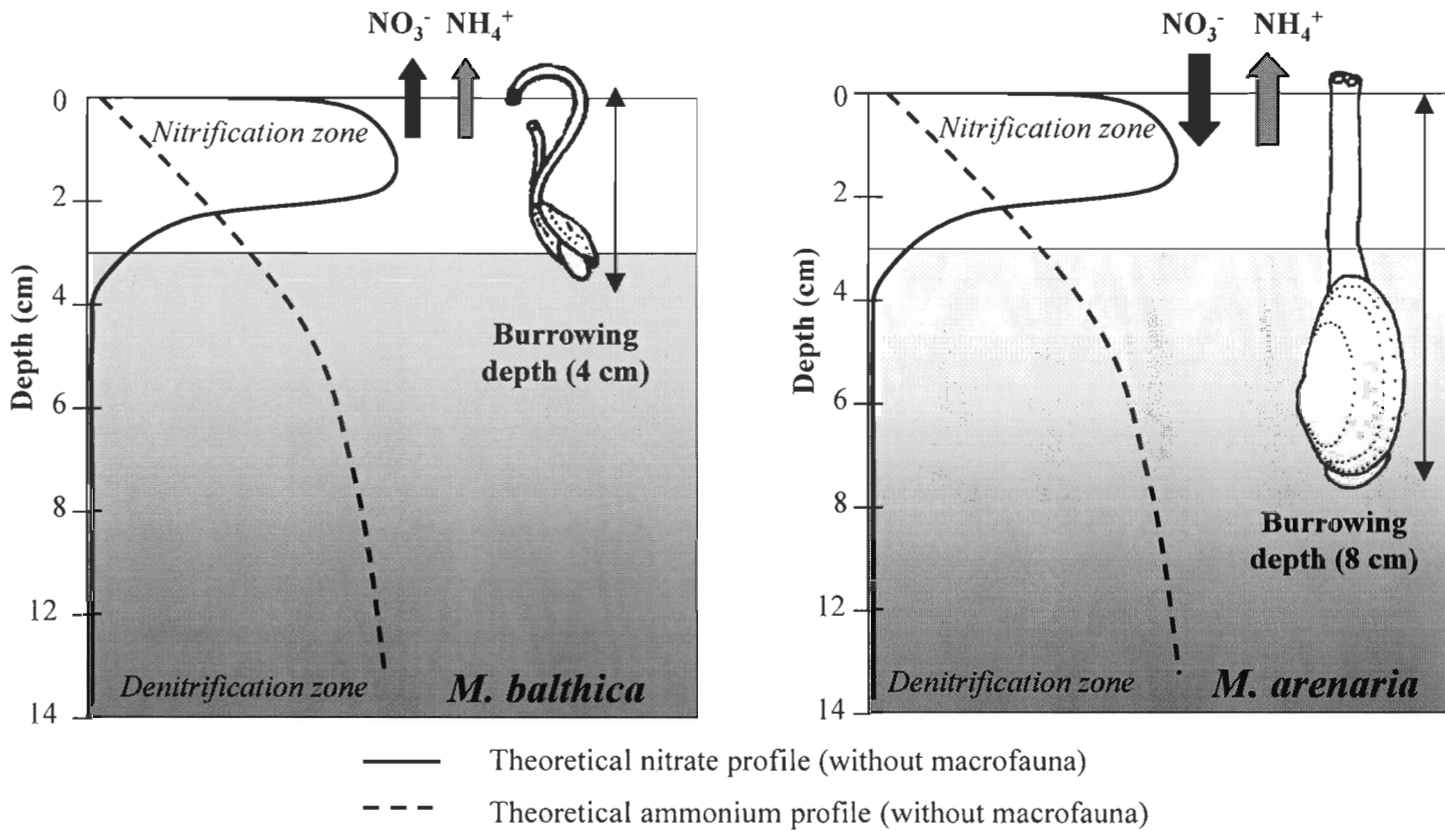 NO₃⁻ NH₄⁺
0
Nitrification zone
2
4
6
8
12
14
Depth (cm)
Burrowing
depth (4 cm)
Denitrification zone
M. balthica
NO₃⁻ NH₄⁺
0
Nitrification zone
2
4
6
8
12
14
Depth (cm)
Burrowing
depth (8 cm)
Denitrification zone
M. arenaria
Theoretical nitrate profile (without macrofauna)
Theoretical ammonium profile (without macrofauna)